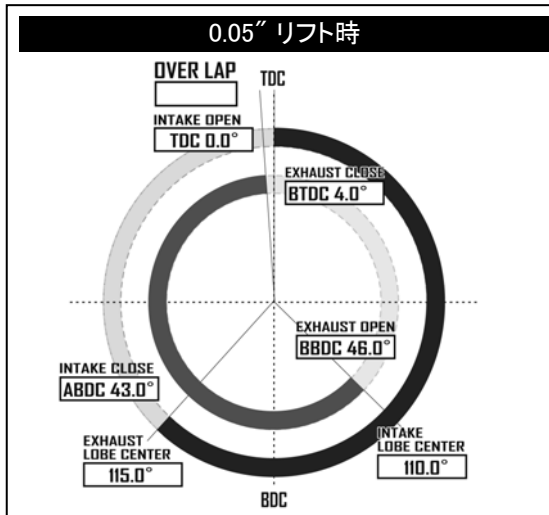 0.05″ リフト時
OVER LAP
TDC
INTAKE OPEN
TDC 0.0°
EXHAUST CLOSE
BTDC 4.0°
EXHAUST OPEN
BBDC 46.0°
INTAKE CLOSE
ABDC 43.0°
EXHAUST
LOBE CENTER
115.0°
INTAKE
LOBE CENTER
110.0°
BDC